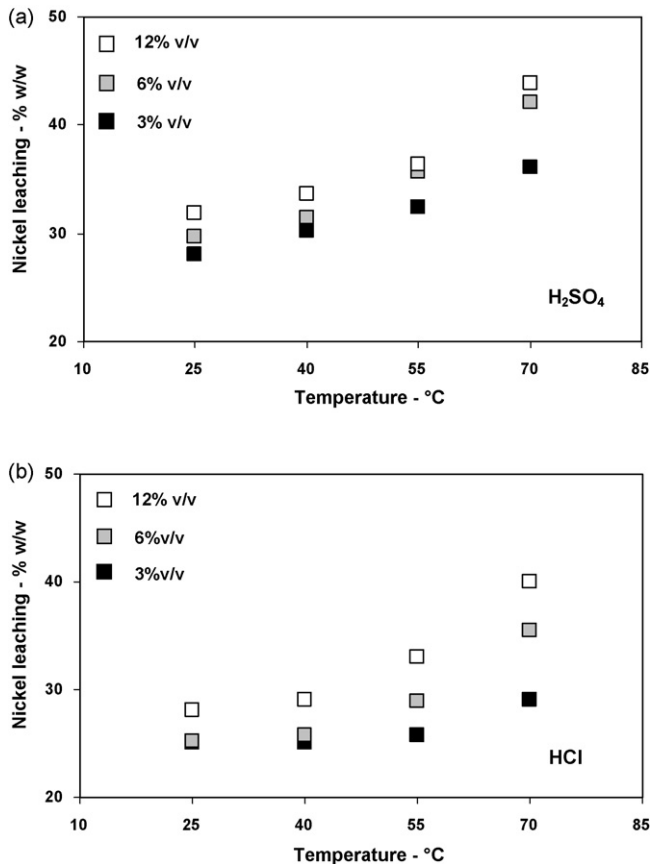 (a)
50
40
30
20
12% v/v
6% v/v
3% v/v
Nickel leaching - % w/w
H₂SO₄
10 25 40 55 70 85
Temperature - °C
(b)
50
40
30
20
12% v/v
6%v/v
3%v/v
Nickel leaching - % w/w
HCl
10 25 40 55 70 85
Temperature - °C